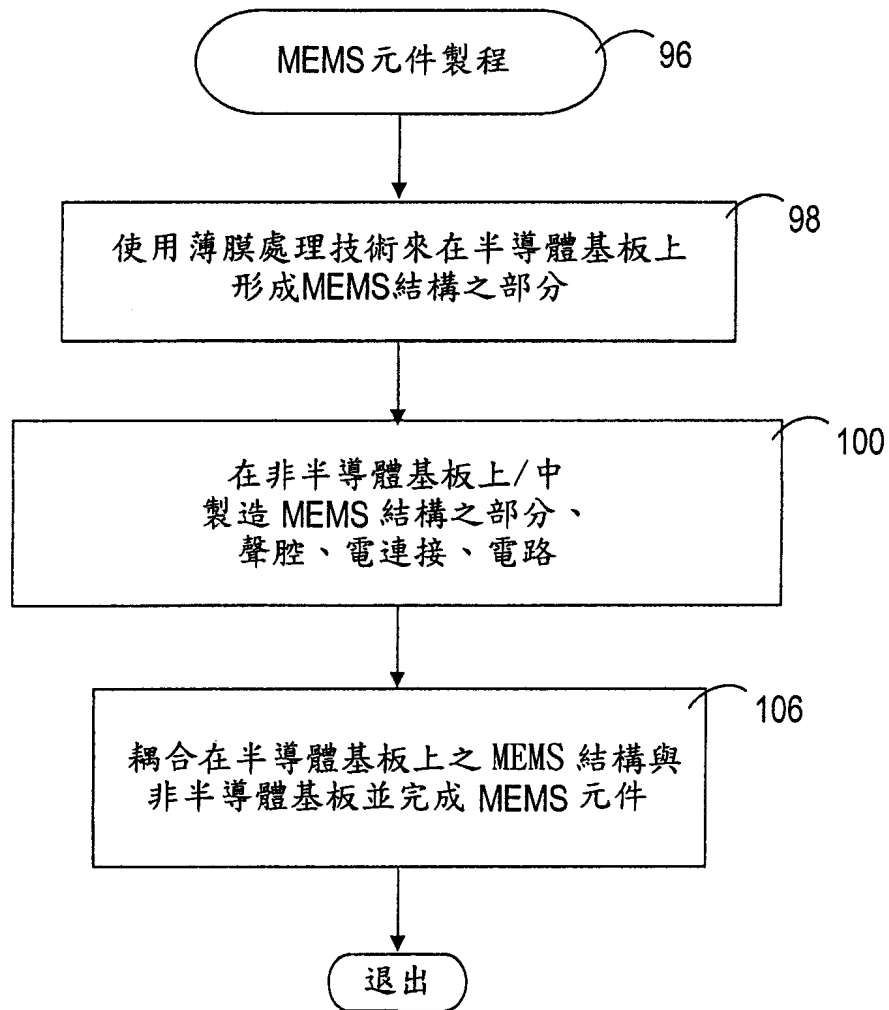 MEMS元件製程
96
98
使用薄膜處理技術來在半導體基板上
形成MEMS結構之部分
100
在非半導體基板上/中
製造 MEMS 結構之部分、
聲腔、電連接、電路
106
耦合在半導體基板上之 MEMS 結構與
非半導體基板並完成 MEMS 元件
退出